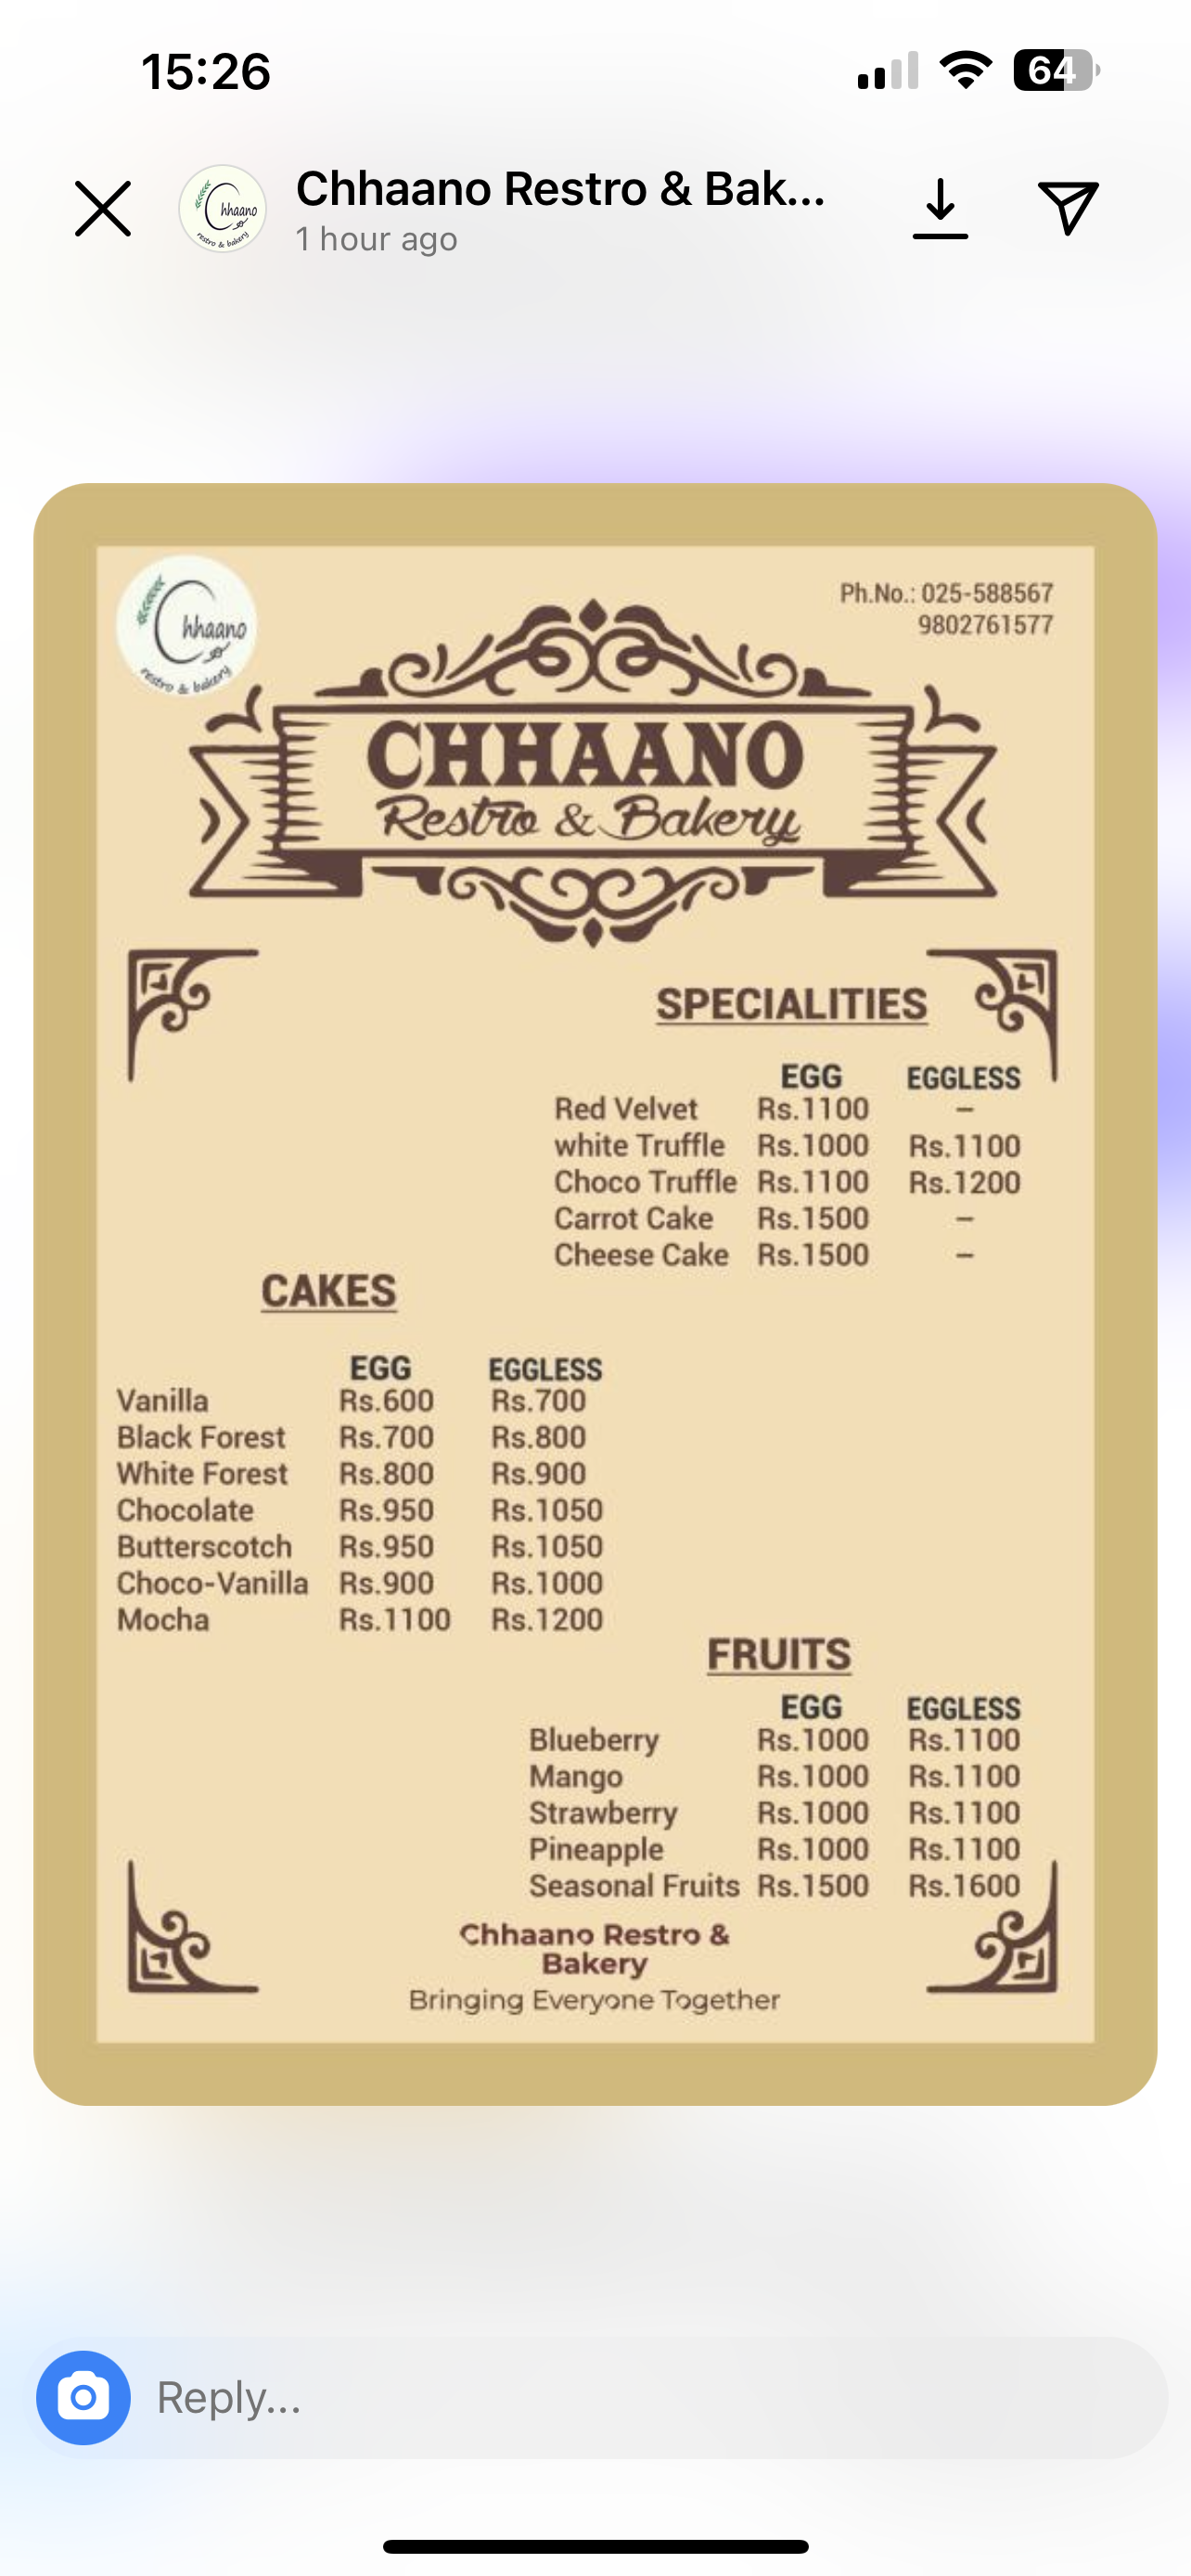 15:26
64
Chhaano Restro & Bak...
1 hour ago
Chhaano
restro & bakery
Ph.No.: 025-588567
9802761577
Chhaano
restro & bakery
CHHAANO
Restro & Bakery
SPECIALITIES
EGG EGGLESS
Red Velvet Rs.1100 –
white Truffle Rs.1000 Rs.1100
Choco Truffle Rs.1100 Rs.1200
Carrot Cake Rs.1500 –
Cheese Cake Rs.1500 –
CAKES
EGG EGGLESS
Vanilla Rs.600 Rs.700
Black Forest Rs.700 Rs.800
White Forest Rs.800 Rs.900
Chocolate Rs.950 Rs.1050
Butterscotch Rs.950 Rs.1050
Choco-Vanilla Rs.900 Rs.1000
Mocha Rs.1100 Rs.1200
FRUITS
EGG EGGLESS
Blueberry Rs.1000 Rs.1100
Mango Rs.1000 Rs.1100
Strawberry Rs.1000 Rs.1100
Pineapple Rs.1000 Rs.1100
Seasonal Fruits Rs.1500 Rs.1600
Chhaano Restro &
Bakery
Bringing Everyone Together
Reply...